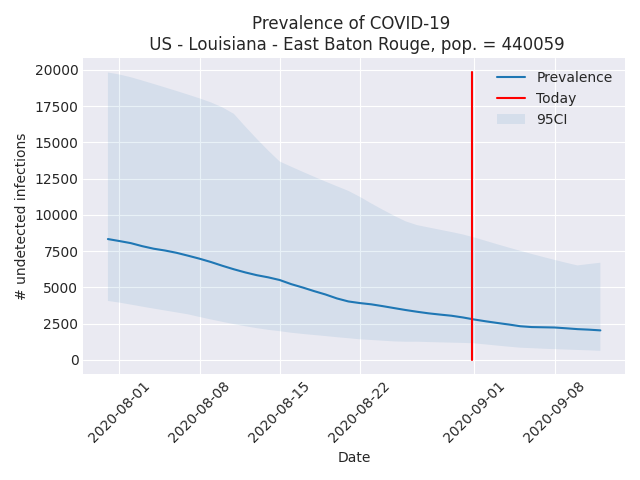 Prevalence of COVID-19
US - Louisiana - East Baton Rouge, pop. = 440059
20000
17500
15000
12500
10000
7500
5000
2500
0
# undetected infections
Prevalence
Today
95CI
2020-08-01
2020-08-08
2020-08-15
2020-08-22
2020-09-01
2020-09-08
Date